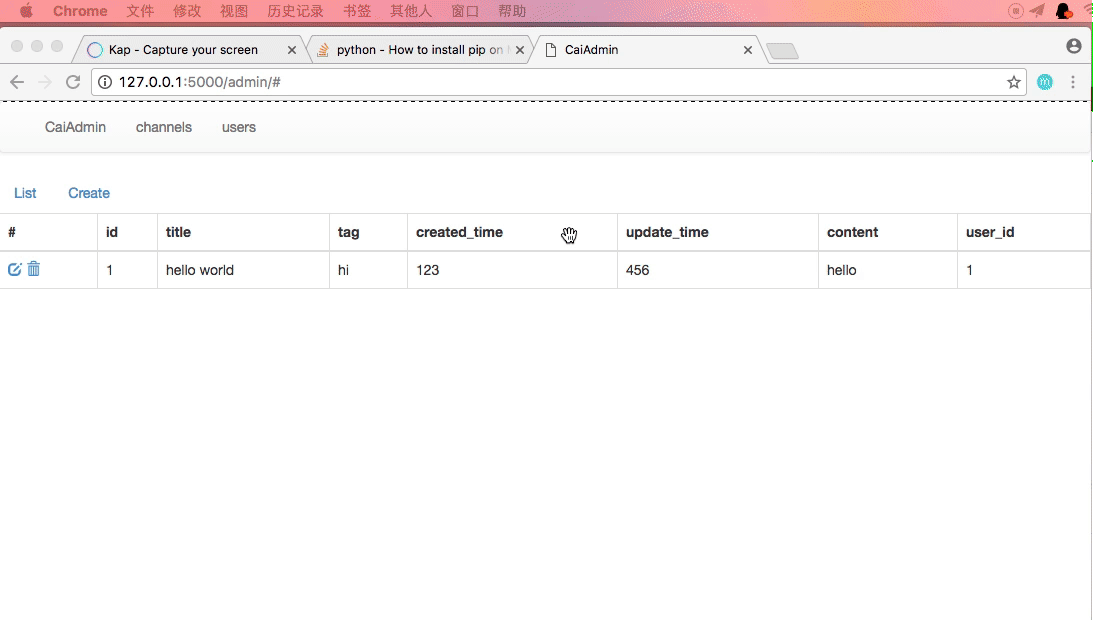 Chrome 文件 修改 视图 历史记录 书签 其他人 窗口 帮助
Kap - Capture your screen python - How to install pip on CaiAdmin
127.0.0.1:5000/admin/#
CaiAdmin channels users
List Create
# id title tag created_time update_time content user_id
1 hello world hi 123 456 hello 1